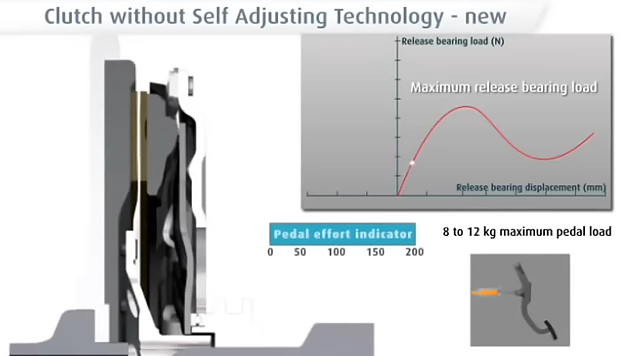 Clutch without Self Adjusting Technology - new
Release bearing load (N)
Maximum release bearing load
Release bearing displacement (mm)
Pedal effort indicator
0 50 100 150 200
8 to 12 kg maximum pedal load